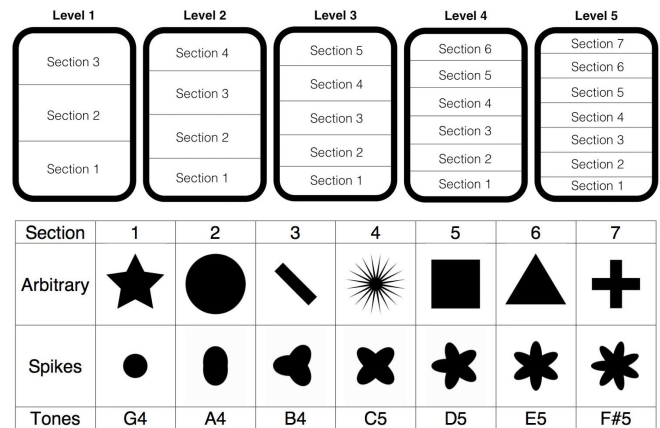 Level 1 Level 2 Level 3 Level 4 Level 5
Section 3
Section 2
Section 1
Section 4
Section 3
Section 2
Section 1
Section 5
Section 4
Section 3
Section 2
Section 1
Section 6
Section 5
Section 4
Section 3
Section 2
Section 1
Section 7
Section 6
Section 5
Section 4
Section 3
Section 2
Section 1
Section 1 2 3 4 5 6 7
Arbitrary
Spikes
Tones G4 A4 B4 C5 D5 E5 F#5